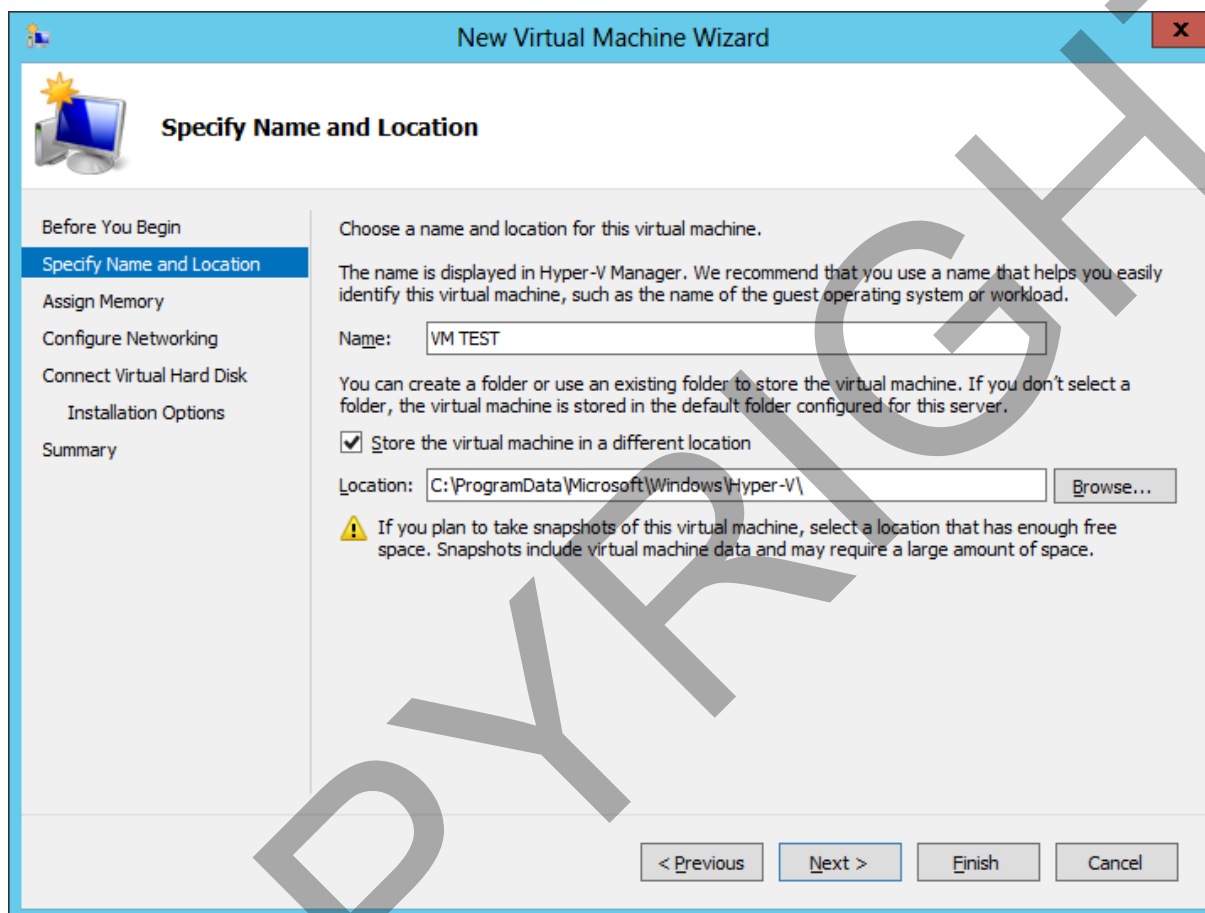 New Virtual Machine Wizard
x
Specify Name and Location
Before You Begin
Specify Name and Location
Assign Memory
Configure Networking
Connect Virtual Hard Disk
Installation Options
Summary
Choose a name and location for this virtual machine.
The name is displayed in Hyper-V Manager. We recommend that you use a name that helps you easily
identify this virtual machine, such as the name of the guest operating system or workload.
Name: VM TEST
You can create a folder or use an existing folder to store the virtual machine. If you don't select a
folder, the virtual machine is stored in the default folder configured for this server.
Store the virtual machine in a different location
Location: C:\ProgramData\Microsoft\Windows\Hyper-V\ Browse...
If you plan to take snapshots of this virtual machine, select a location that has enough free
space. Snapshots include virtual machine data and may require a large amount of space.
< Previous Next > Finish Cancel
PYRIGH